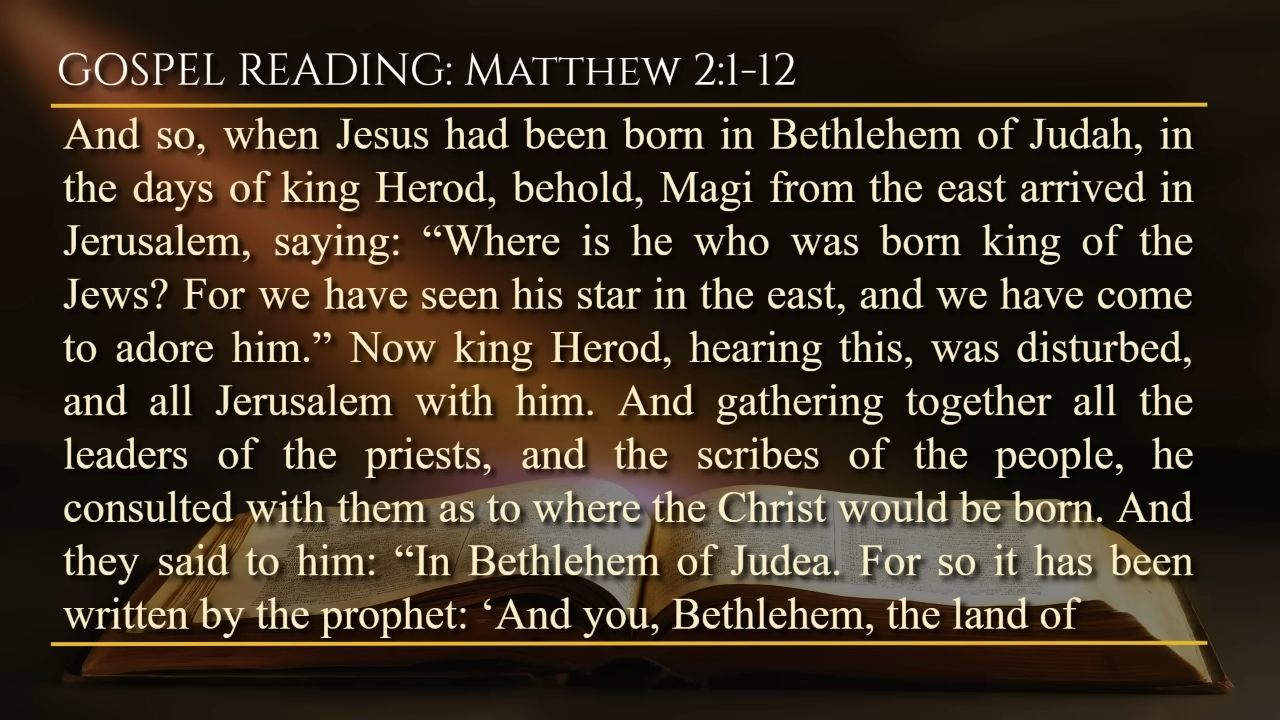 GOSPEL READING: MATTHEW 2:1-12
And so, when Jesus had been born in Bethlehem of Judah, in
the days of king Herod, behold, Magi from the east arrived in
Jerusalem, saying: “Where is he who was born king of the
Jews? For we have seen his star in the east, and we have come
to adore him.” Now king Herod, hearing this, was disturbed,
and all Jerusalem with him. And gathering together all the
leaders of the priests, and the scribes of the people, he
consulted with them as to where the Christ would be born. And
they said to him: “In Bethlehem of Judea. For so it has been
written by the prophet: ‘And you, Bethlehem, the land of